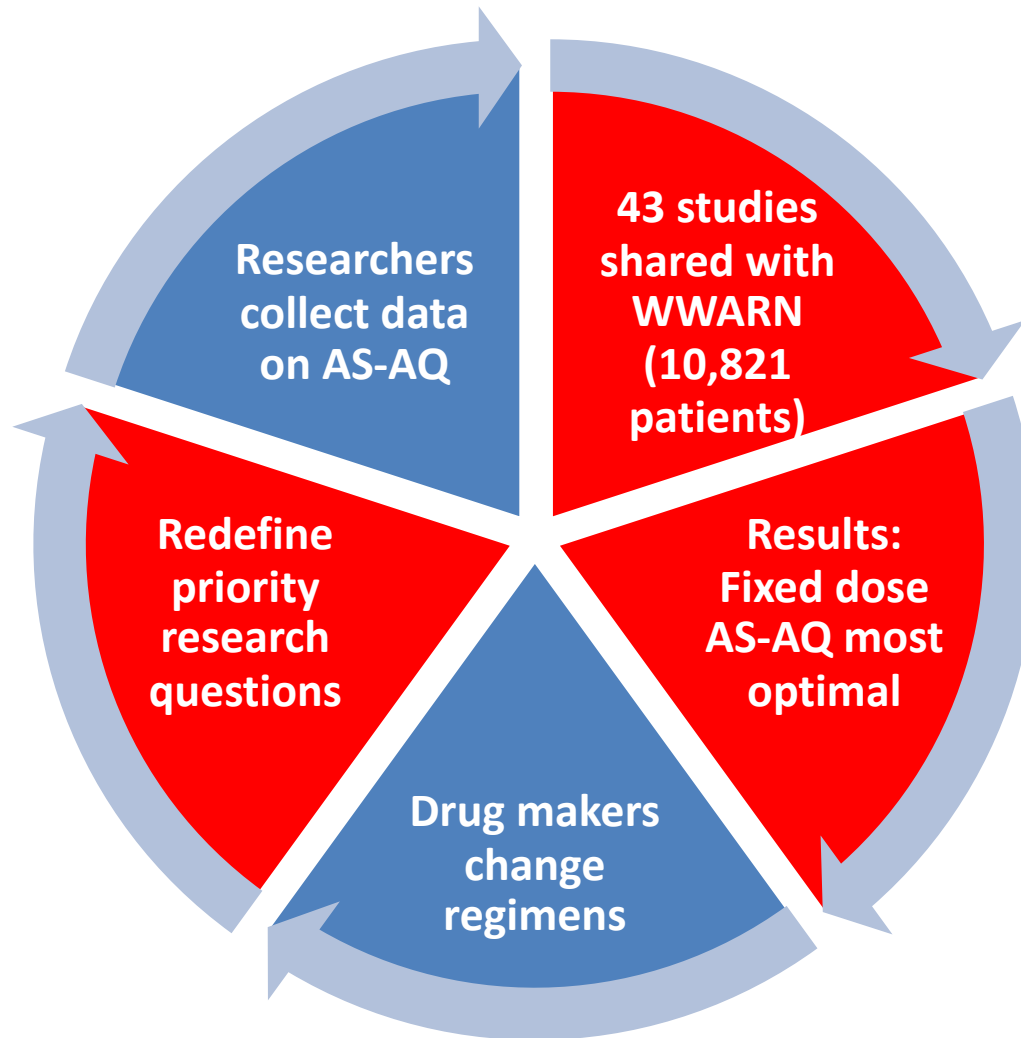 Researchers
collect data
on AS-AQ
43 studies
shared with
WWARN
(10,821
patients)
Results:
Fixed dose
AS-AQ most
optimal
Drug makers
change
regimens
Redefine
priority
research
questions